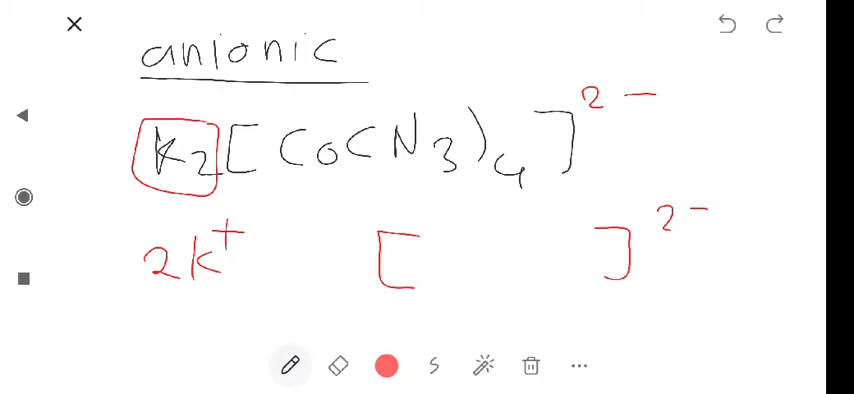 anionic
K2[Co(N3)4]2-
2K+ [ ]2-